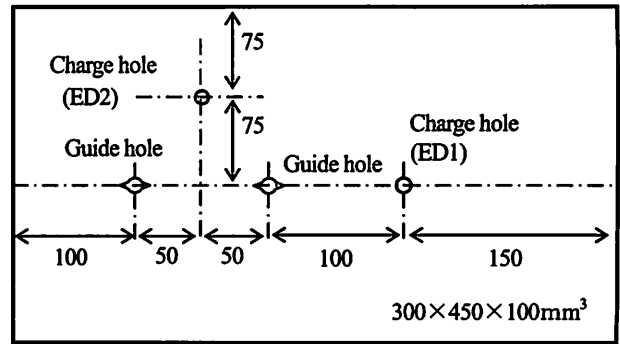 75
Charge hole
(ED2)
75
Charge hole
(ED1)
Guide hole
Guide hole
100
50
50
100
150
300×450×100mm³